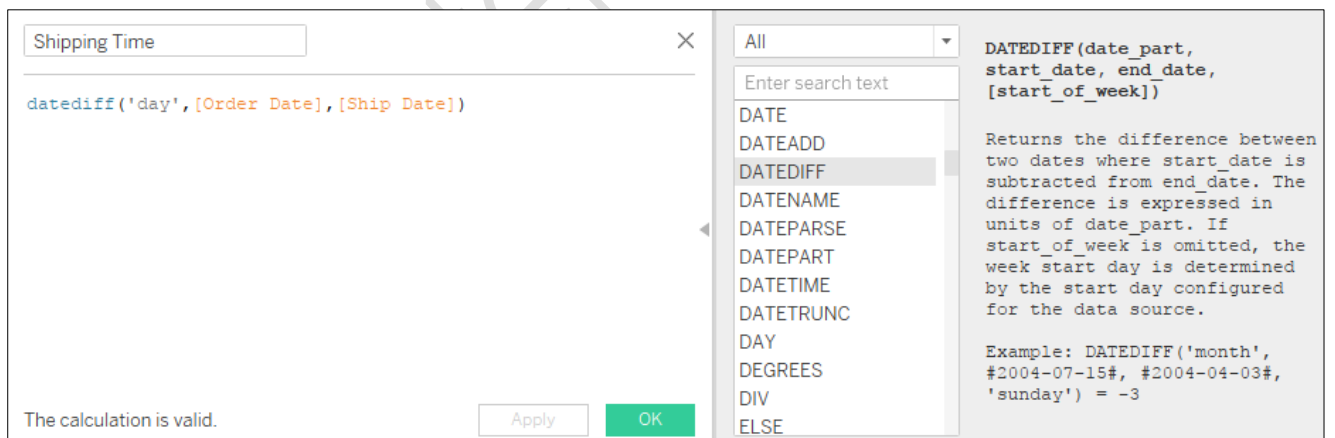 Shipping Time
datediff('day',[Order Date],[Ship Date])
The calculation is valid.
Apply
OK
All
Enter search text
DATE
DATEADD
DATEDIFF
DATENAME
DATEPARSE
DATEPART
DATETIME
DATETRUNC
DAY
DEGREES
DIV
ELSE
DATEDIFF(date_part,
start_date, end_date,
[start_of_week])
Returns the difference between
two dates where start_date is
subtracted from end_date. The
difference is expressed in
units of date_part. If
start_of_week is omitted, the
week start day is determined
by the start day configured
for the data source.
Example: DATEDIFF('month',
#2004-07-15#, #2004-04-03#,
'sunday') = -3